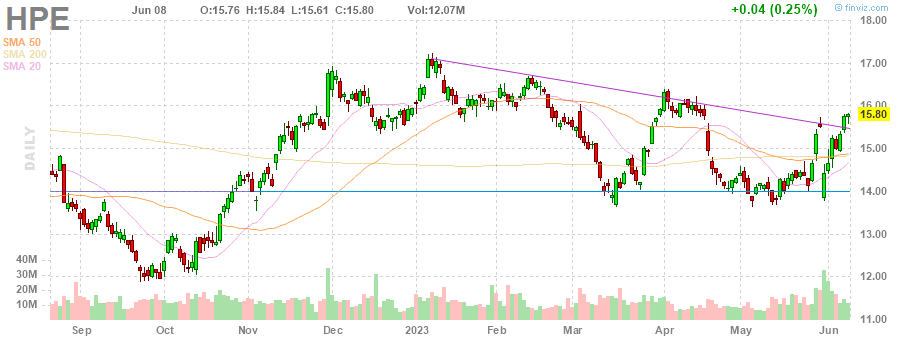 HPE Jun 08 O:15.76 H:15.84 L:15.61 C:15.80 Vol:12.07M +0.04 (0.25%) © finviz.com
SMA 50
SMA 200
SMA 20
DAILY
18.00
17.00
16.00
15.80
15.00
14.00
13.00
12.00
11.00
40M
30M
20M
10M
Sep Oct Nov Dec 2023 Feb Mar Apr May Jun